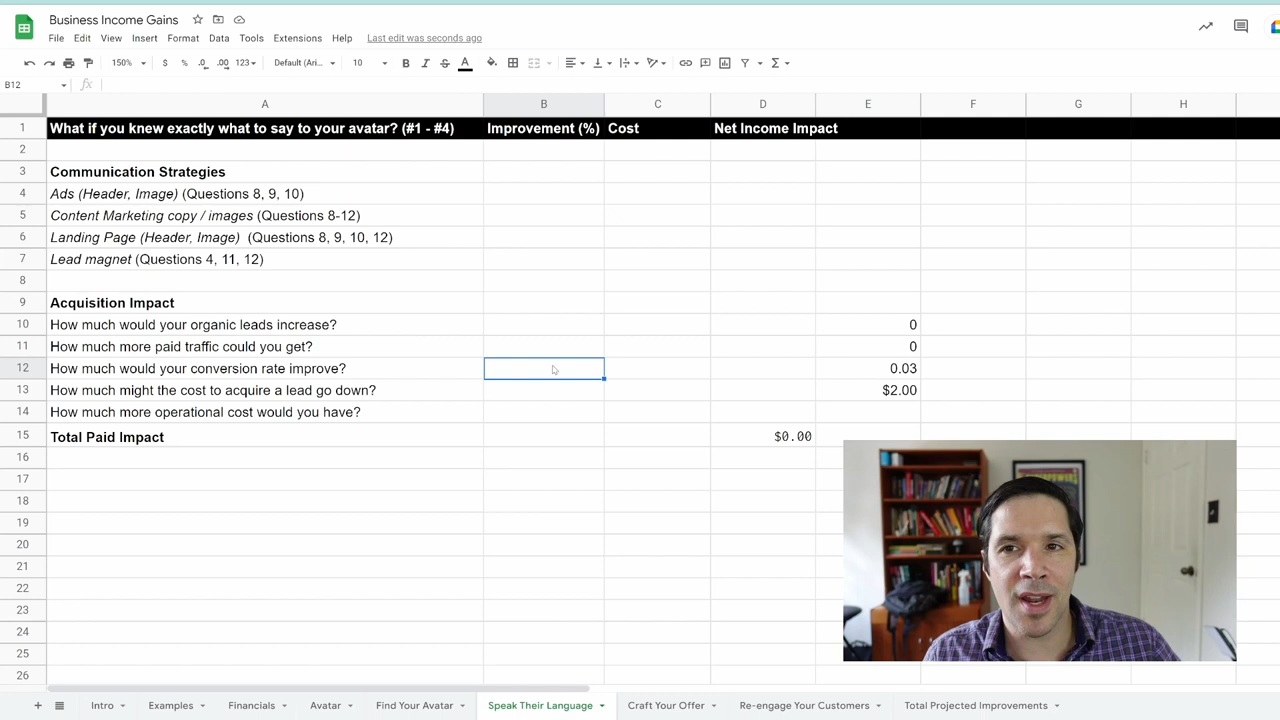 Business Income Gains
File Edit View Insert Format Data Tools Extensions Help Last edit was seconds ago
150% $ % .0 .00 123 Default (Ari... 10 B I S A
B12 fx
A B C D E F G H
1 What if you knew exactly what to say to your avatar? (#1 - #4) Improvement (%) Cost Net Income Impact
2
3 Communication Strategies
4 Ads (Header, Image) (Questions 8, 9, 10)
5 Content Marketing copy / images (Questions 8-12)
6 Landing Page (Header, Image) (Questions 8, 9, 10, 12)
7 Lead magnet (Questions 4, 11, 12)
8
9 Acquisition Impact
10 How much would your organic leads increase? 0
11 How much more paid traffic could you get? 0
12 How much would your conversion rate improve? 0.03
13 How much might the cost to acquire a lead go down? $2.00
14 How much more operational cost would you have?
15 Total Paid Impact $0.00
16
17
18
19
20
21
22
23
24
25
26
+ Intro Examples Financials Avatar Find Your Avatar Speak Their Language Craft Your Offer Re-engage Your Customers Total Projected Improvements